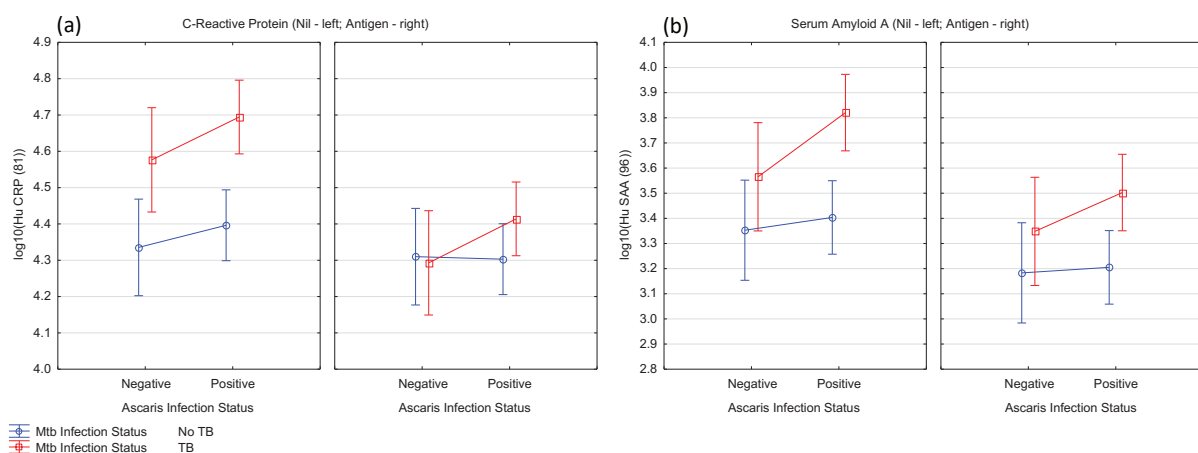 (a)
C-Reactive Protein (Nil - left; Antigen - right)
4.9
4.8
4.7
4.6
4.5
4.4
4.3
4.2
4.1
4.0
log10(Hu CRP (81))
Negative Positive
Negative Positive
Ascaris Infection Status
Ascaris Infection Status
(b)
Serum Amyloid A (Nil - left; Antigen - right)
4.1
4.0
3.9
3.8
3.7
3.6
3.5
3.4
3.3
3.2
3.1
3.0
2.9
2.8
log10(Hu SAA (96))
Negative Positive
Negative Positive
Ascaris Infection Status
Ascaris Infection Status
Mtb Infection Status No TB
Mtb Infection Status TB